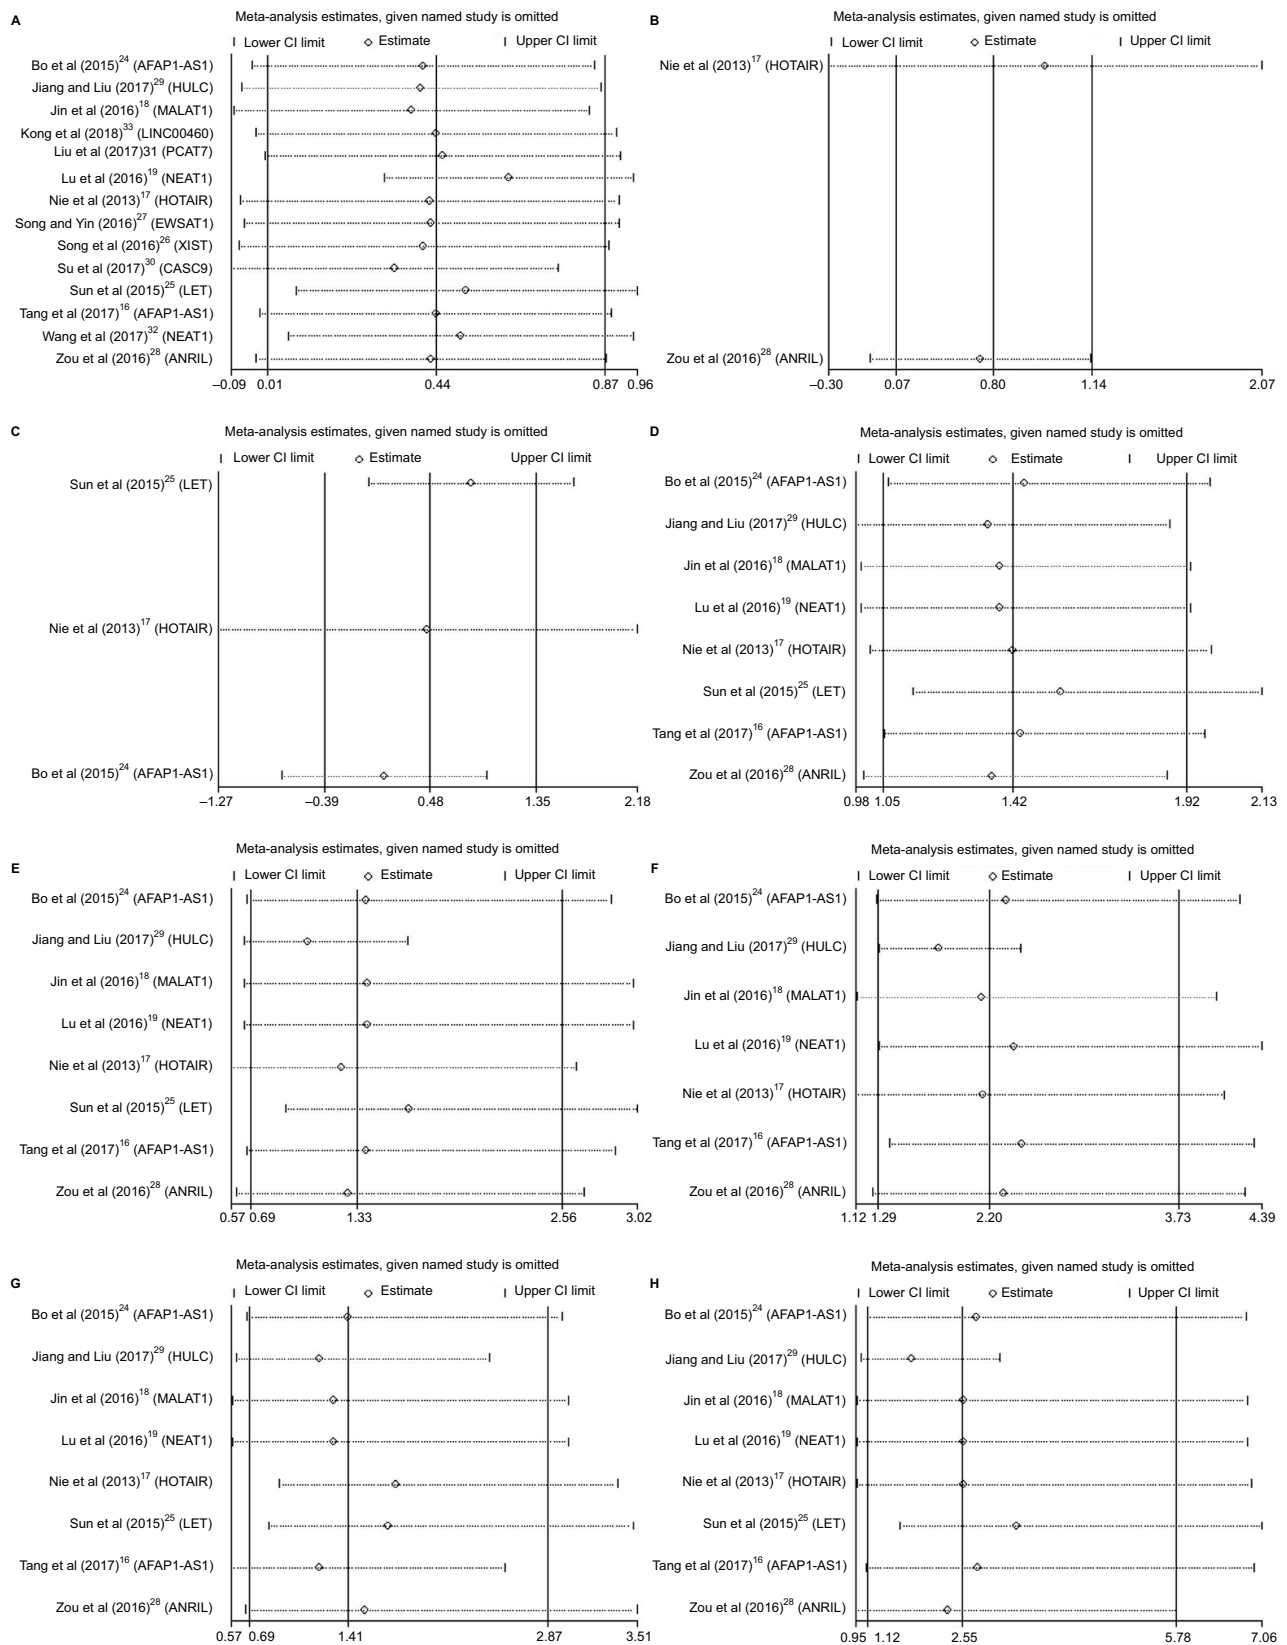 A
Meta-analysis estimates, given named study is omitted
Lower CI limit Estimate Upper CI limit
Bo et al (2015)24 (AFAP1-AS1)
Jiang and Liu (2017)29 (HULC)
Jin et al (2016)18 (MALAT1)
Kong et al (2018)33 (LINC00460)
Liu et al (2017)31 (PCAT7)
Lu et al (2016)19 (NEAT1)
Nie et al (2013)17 (HOTAIR)
Song and Yin (2016)27 (EWSAT1)
Song et al (2016)26 (XIST)
Su et al (2017)30 (CASC9)
Sun et al (2015)25 (LET)
Tang et al (2017)16 (AFAP1-AS1)
Wang et al (2017)32 (NEAT1)
Zou et al (2016)28 (ANRIL)
–0.09 0.01 0.44 0.87 0.96
B
Meta-analysis estimates, given named study is omitted
Lower CI limit Estimate Upper CI limit
Nie et al (2013)17 (HOTAIR)
Zou et al (2016)28 (ANRIL)
–0.30 0.07 0.80 1.14 2.07
C
Meta-analysis estimates, given named study is omitted
Lower CI limit Estimate Upper CI limit
Sun et al (2015)25 (LET)
Nie et al (2013)17 (HOTAIR)
Bo et al (2015)24 (AFAP1-AS1)
–1.27 –0.39 0.48 1.35 2.18
D
Meta-analysis estimates, given named study is omitted
Lower CI limit Estimate Upper CI limit
Bo et al (2015)24 (AFAP1-AS1)
Jiang and Liu (2017)29 (HULC)
Jin et al (2016)18 (MALAT1)
Lu et al (2016)19 (NEAT1)
Nie et al (2013)17 (HOTAIR)
Sun et al (2015)25 (LET)
Tang et al (2017)16 (AFAP1-AS1)
Zou et al (2016)28 (ANRIL)
0.98 1.05 1.42 1.92 2.13
E
Meta-analysis estimates, given named study is omitted
Lower CI limit Estimate Upper CI limit
Bo et al (2015)24 (AFAP1-AS1)
Jiang and Liu (2017)29 (HULC)
Jin et al (2016)18 (MALAT1)
Lu et al (2016)19 (NEAT1)
Nie et al (2013)17 (HOTAIR)
Sun et al (2015)25 (LET)
Tang et al (2017)16 (AFAP1-AS1)
Zou et al (2016)28 (ANRIL)
0.57 0.69 1.33 2.56 3.02
F
Meta-analysis estimates, given named study is omitted
Lower CI limit Estimate Upper CI limit
Bo et al (2015)24 (AFAP1-AS1)
Jiang and Liu (2017)29 (HULC)
Jin et al (2016)18 (MALAT1)
Lu et al (2016)19 (NEAT1)
Nie et al (2013)17 (HOTAIR)
Tang et al (2017)16 (AFAP1-AS1)
Zou et al (2016)28 (ANRIL)
1.12 1.29 2.20 3.73 4.39
G
Meta-analysis estimates, given named study is omitted
Lower CI limit Estimate Upper CI limit
Bo et al (2015)24 (AFAP1-AS1)
Jiang and Liu (2017)29 (HULC)
Jin et al (2016)18 (MALAT1)
Lu et al (2016)19 (NEAT1)
Nie et al (2013)17 (HOTAIR)
Sun et al (2015)25 (LET)
Tang et al (2017)16 (AFAP1-AS1)
Zou et al (2016)28 (ANRIL)
0.57 0.69 1.41 2.87 3.51
H
Meta-analysis estimates, given named study is omitted
Lower CI limit Estimate Upper CI limit
Bo et al (2015)24 (AFAP1-AS1)
Jiang and Liu (2017)29 (HULC)
Jin et al (2016)18 (MALAT1)
Lu et al (2016)19 (NEAT1)
Nie et al (2013)17 (HOTAIR)
Sun et al (2015)25 (LET)
Tang et al (2017)16 (AFAP1-AS1)
Zou et al (2016)28 (ANRIL)
0.95 1.12 2.55 5.78 7.06